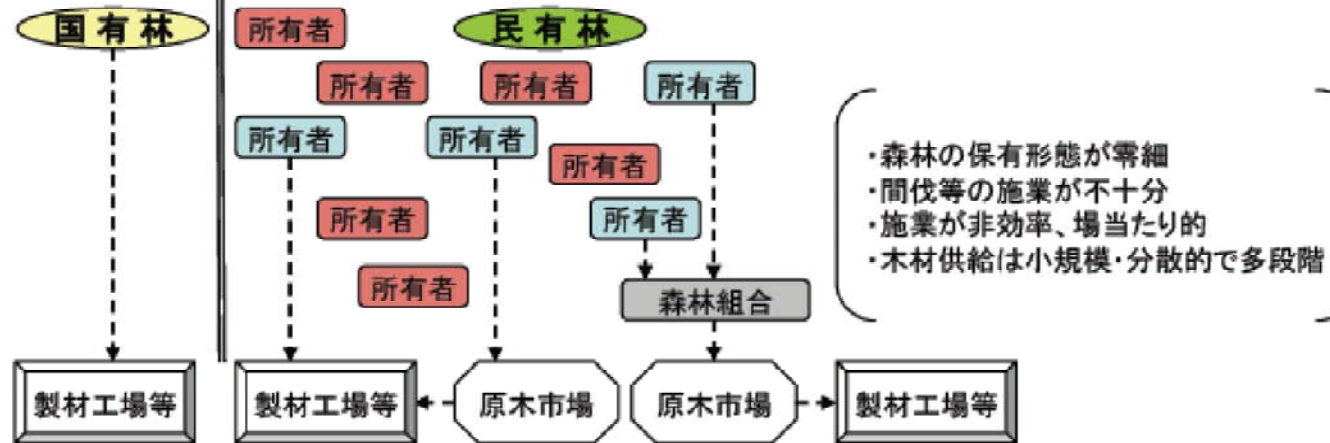 国有林
所有者
民有林
所有者
所有者
所有者
所有者
所有者
所有者
所有者
所有者
所有者
森林組合
・森林の保有形態が零細
・間伐等の施業が不十分
・施業が非効率、場当たり的
・木材供給は小規模・分散的で多段階
製材工場等
製材工場等
原木市場
原木市場
製材工場等